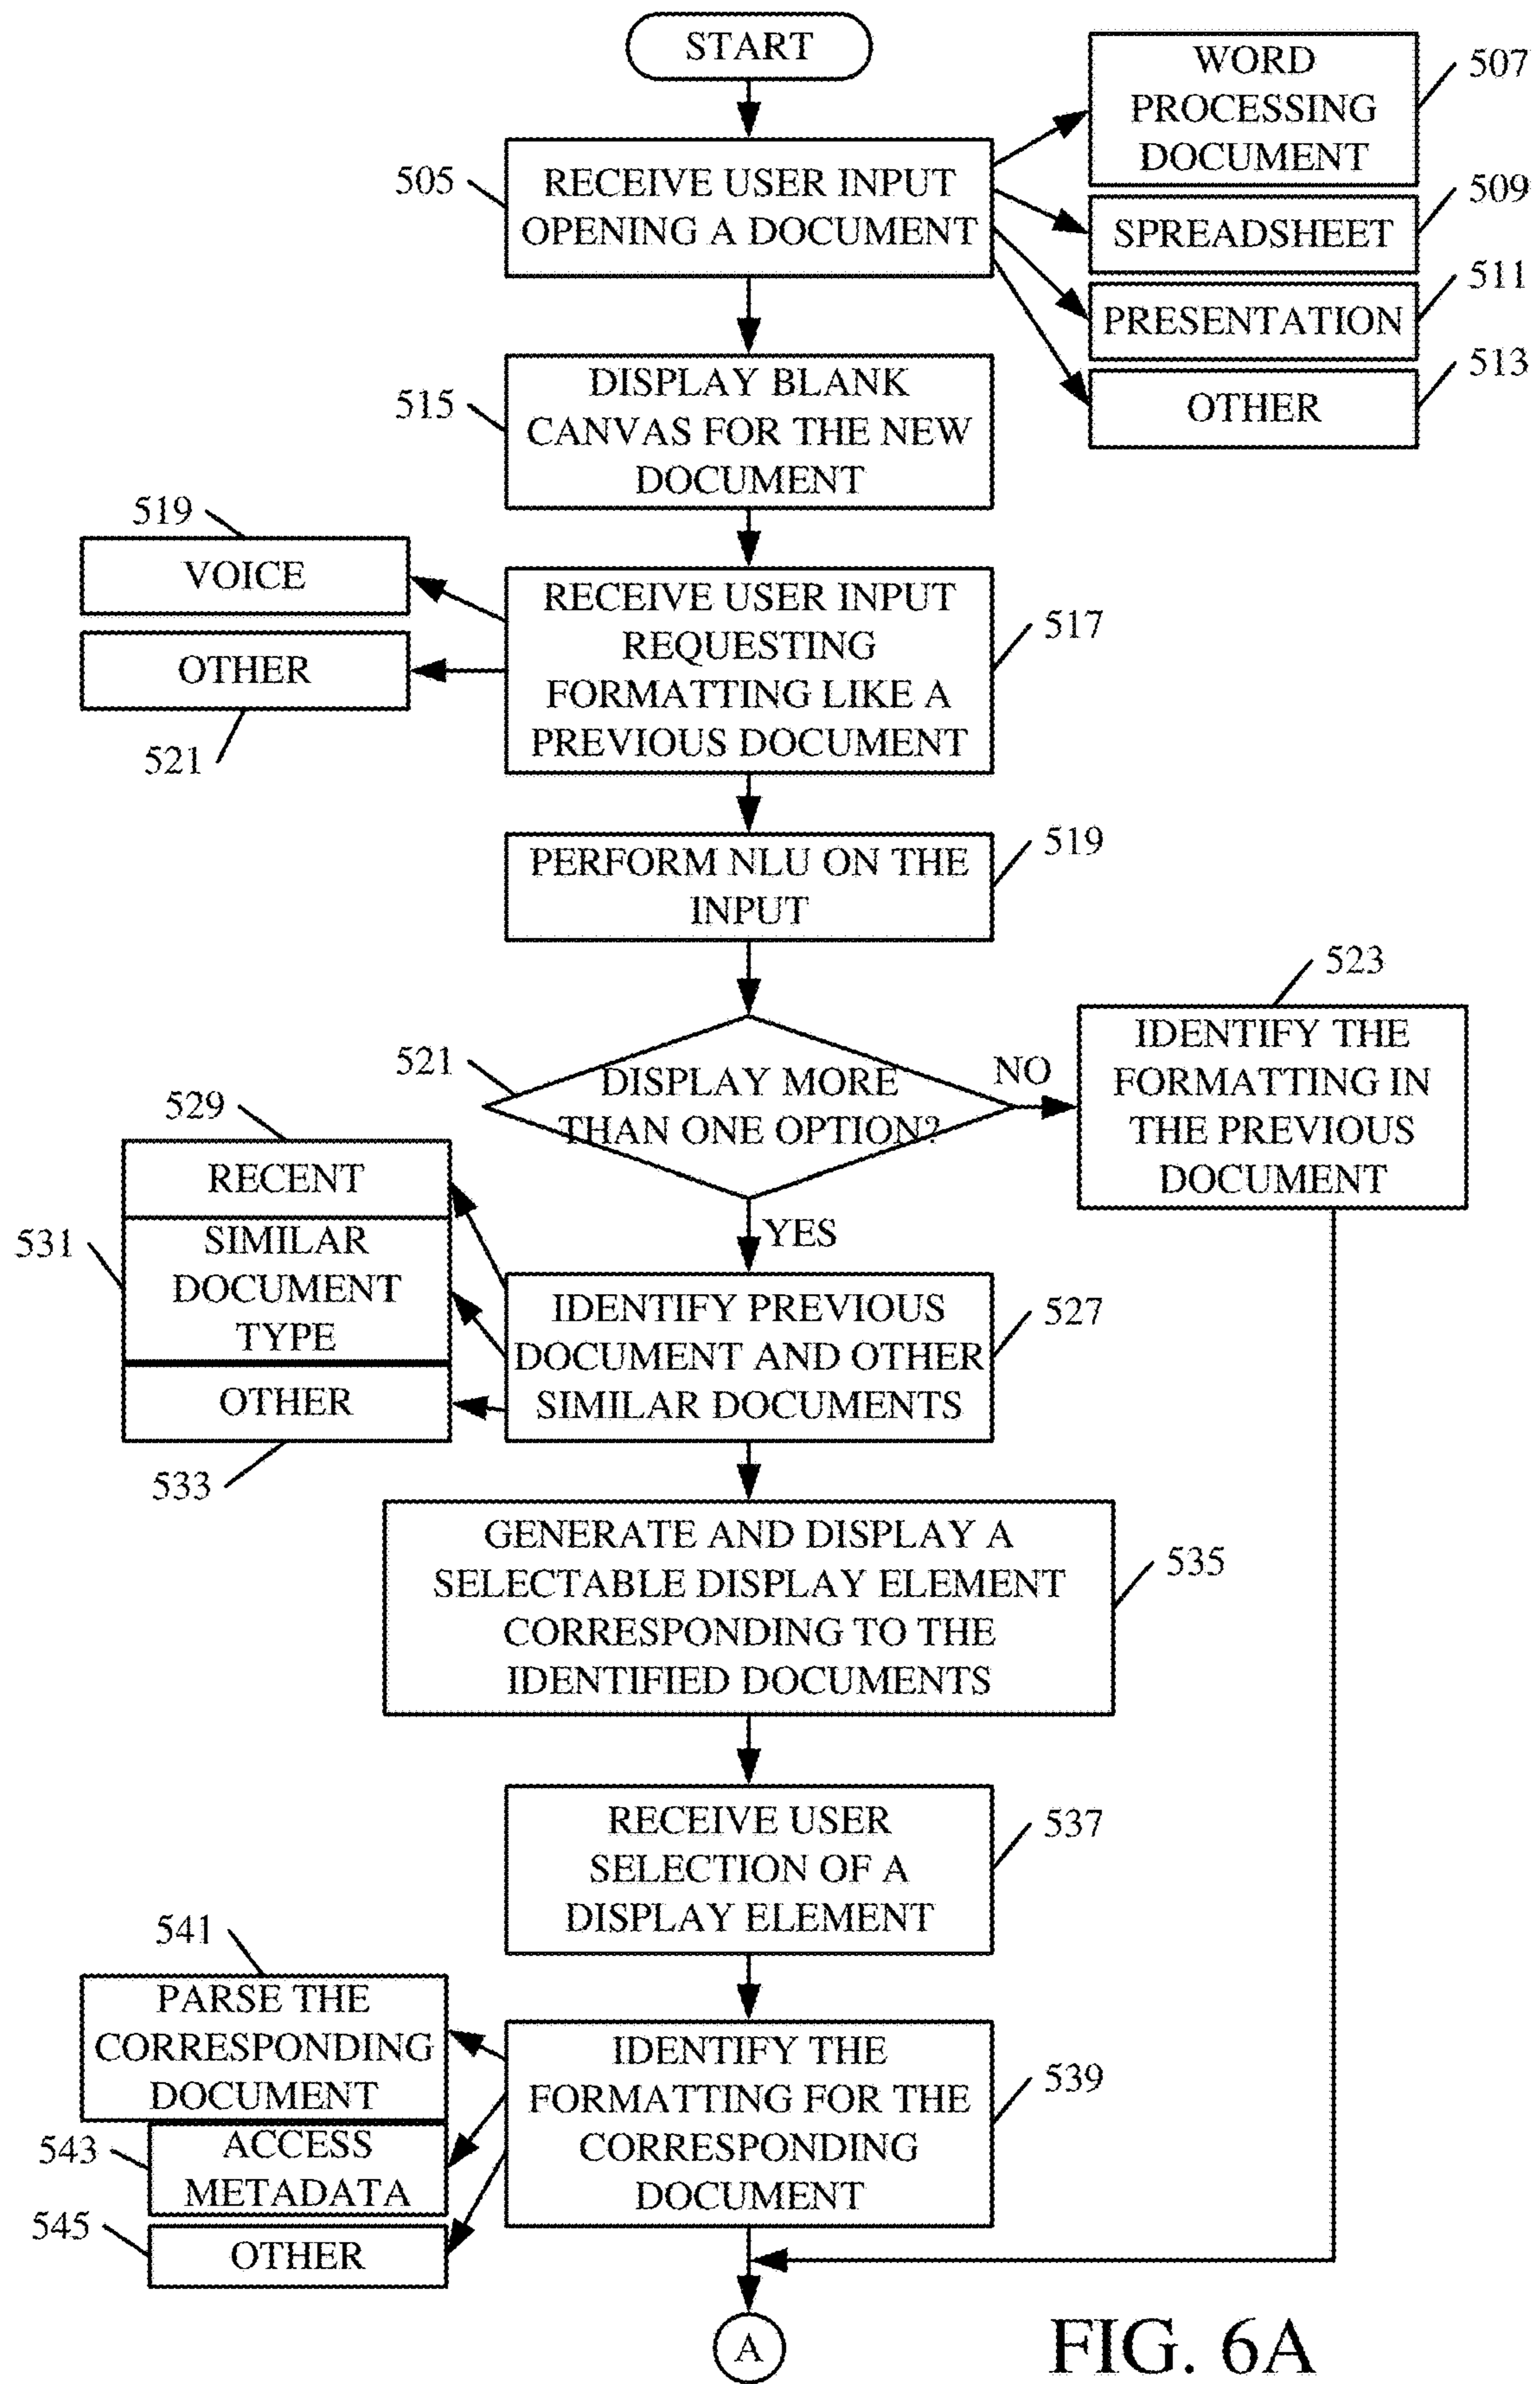 START
WORD
PROCESSING
DOCUMENT
507
505
RECEIVE USER INPUT
OPENING A DOCUMENT
509
SPREADSHEET
511
PRESENTATION
513
OTHER
515
DISPLAY BLANK
CANVAS FOR THE NEW
DOCUMENT
519
VOICE
OTHER
521
RECEIVE USER INPUT
REQUESTING
FORMATTING LIKE A
PREVIOUS DOCUMENT
517
PERFORM NLU ON THE
INPUT
519
521
DISPLAY MORE
THAN ONE OPTION?
NO
523
IDENTIFY THE
FORMATTING IN
THE PREVIOUS
DOCUMENT
YES
529
RECENT
531
SIMILAR
DOCUMENT
TYPE
OTHER
533
IDENTIFY PREVIOUS
DOCUMENT AND OTHER
SIMILAR DOCUMENTS
527
GENERATE AND DISPLAY A
SELECTABLE DISPLAY ELEMENT
CORRESPONDING TO THE
IDENTIFIED DOCUMENTS
535
RECEIVE USER
SELECTION OF A
DISPLAY ELEMENT
537
541
PARSE THE
CORRESPONDING
DOCUMENT
543
ACCESS
METADATA
545
OTHER
IDENTIFY THE
FORMATTING FOR THE
CORRESPONDING
DOCUMENT
539
A
FIG. 6A